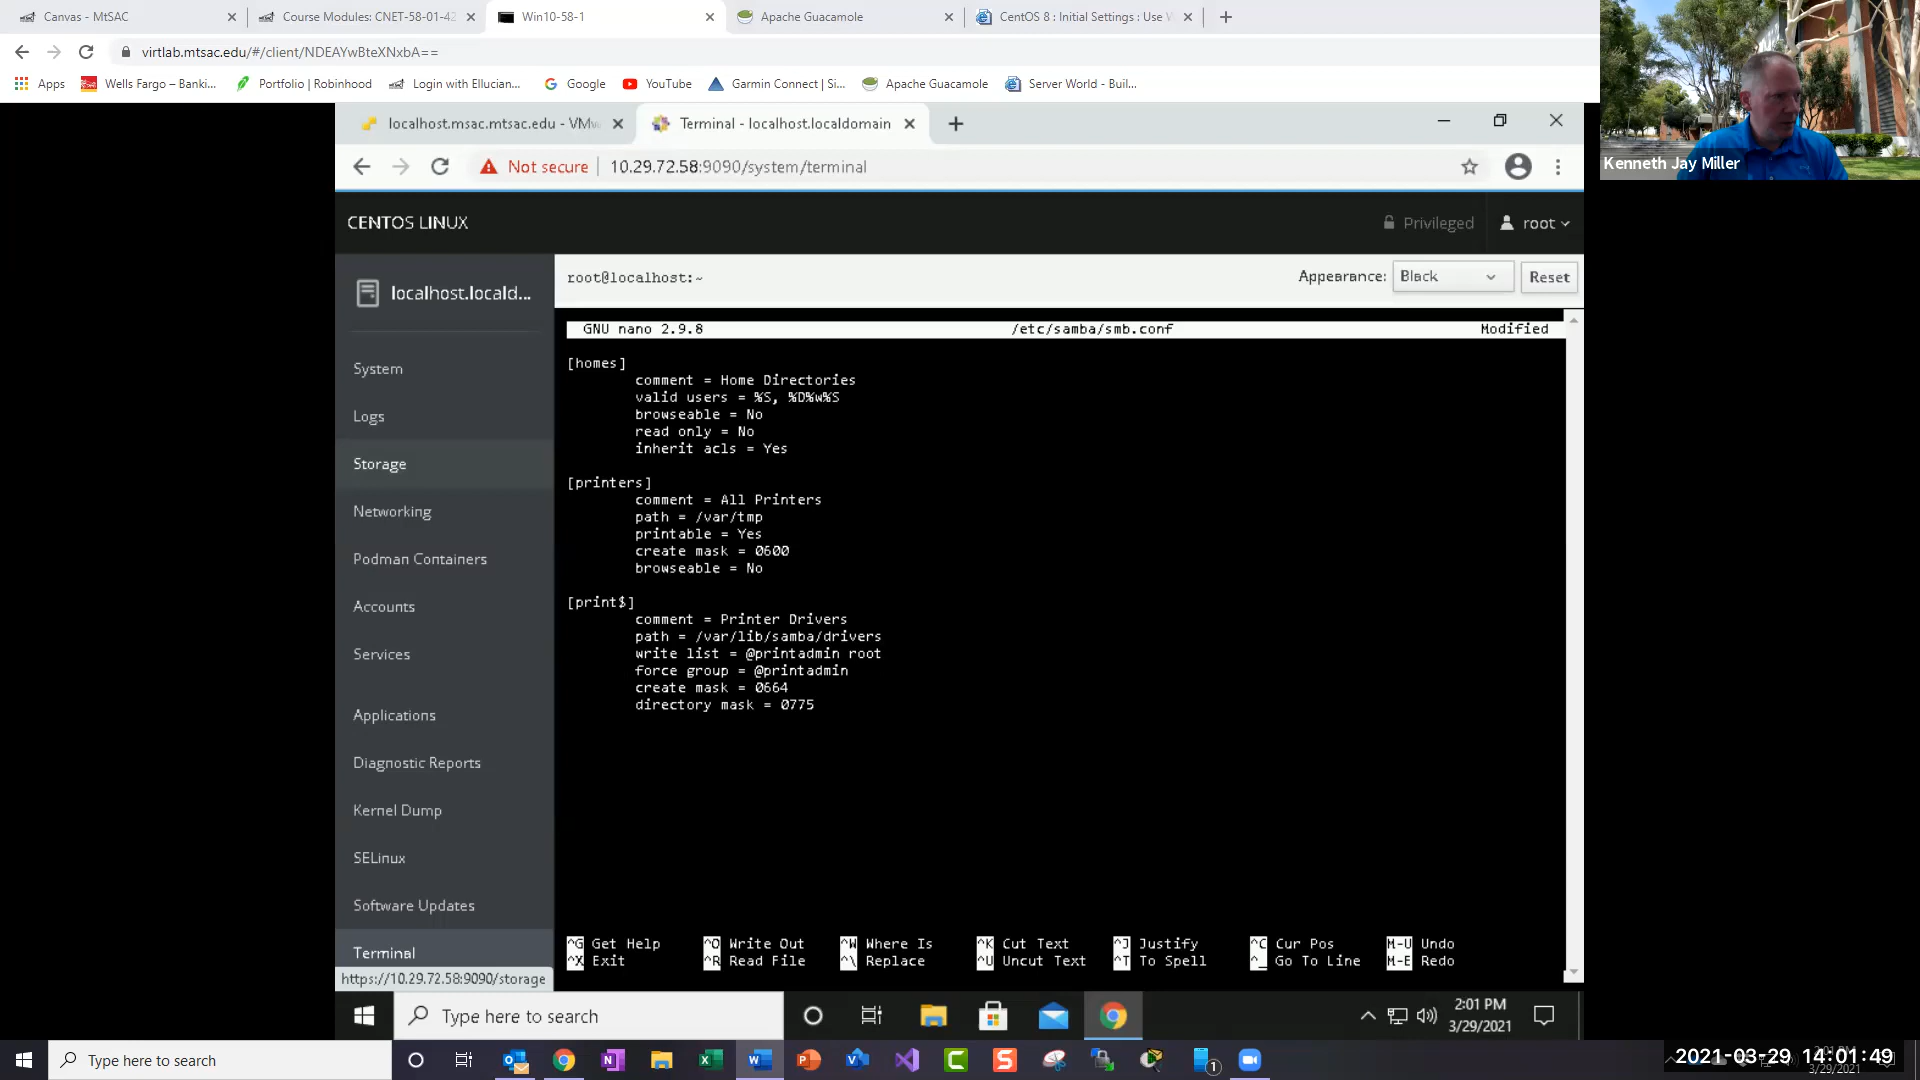 Canvas - MtSAC
Course Modules: CNET-58-01-42
Win10-58-1
Apache Guacamole
CentOS 8 : Initial Settings : Use V
virtlab.mtsac.edu/#/client/NDEAYwBteXNxbA==
Apps
Wells Fargo – Banki...
Portfolio | Robinhood
Login with Ellucian...
Google
YouTube
Garmin Connect | Si...
Apache Guacamole
Server World - Buil...
Kenneth Jay Miller
localhost.msac.mtsac.edu - VMw
Terminal - localhost.localdomain
Not secure
10.29.72.58:9090/system/terminal
CENTOS LINUX
Privileged
root
localhost.locald...
root@localhost:~
Appearance:
Black
Reset
System
Logs
Storage
Networking
Podman Containers
Accounts
Services
Applications
Diagnostic Reports
Kernel Dump
SELinux
Software Updates
Terminal
https://10.29.72.58:9090/storage
GNU nano 2.9.8 /etc/samba/smb.conf Modified
[homes]
comment = Home Directories
valid users = %S, %D%w%S
browseable = No
read only = No
inherit acls = Yes
[printers]
comment = All Printers
path = /var/tmp
printable = Yes
create mask = 0600
browseable = No
[print$]
comment = Printer Drivers
path = /var/lib/samba/drivers
write list = @printadmin root
force group = @printadmin
create mask = 0664
directory mask = 0775
^G Get Help ^O Write Out ^W Where Is ^K Cut Text ^J Justify ^C Cur Pos M-U Undo
^X Exit ^R Read File ^\ Replace ^U Uncut Text ^T To Spell ^_ Go To Line M-E Redo
Type here to search
2:01 PM
3/29/2021
Type here to search
1
2021-03-29 14:01:49
3/29/2021